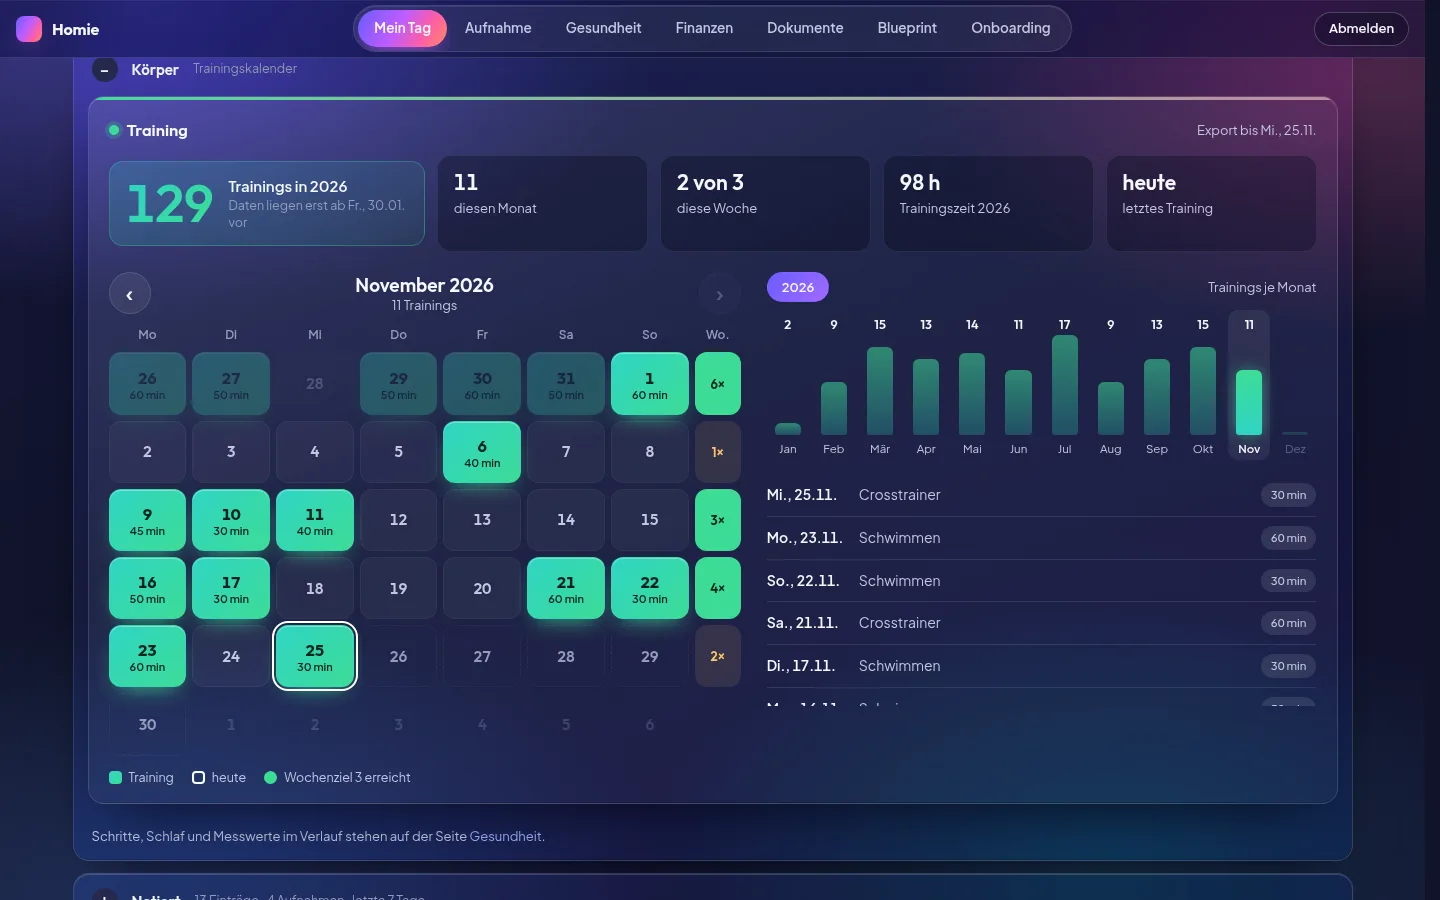 Homie
Mein Tag Aufnahme Gesundheit Finanzen Dokumente Blueprint Onboarding
Abmelden
– Körper Trainingskalender
Training
Export bis Mi., 25.11.
129
Trainings in 2026
Daten liegen erst ab Fr., 30.01.
vor
11
diesen Monat
2 von 3
diese Woche
98 h
Trainingszeit 2026
heute
letztes Training
‹
November 2026
11 Trainings
›
Mo Di Mi Do Fr Sa So Wo.
26 27 28 29 30 31 1 6×
60 min 50 min 50 min 60 min 50 min 60 min
2 3 4 5 6 7 8 1×
40 min
9 10 11 12 13 14 15 3×
45 min 30 min 40 min
16 17 18 19 20 21 22 4×
50 min 30 min 60 min 30 min
23 24 25 26 27 28 29 2×
60 min 30 min
30 1 2 3 4 5 6
Training heute Wochenziel 3 erreicht
2026
Trainings je Monat
2 9 15 13 14 11 17 9 13 15 11
Jan Feb Mär Apr Mai Jun Jul Aug Sep Okt Nov Dez
Mi., 25.11. Crosstrainer 30 min
Mo., 23.11. Schwimmen 60 min
So., 22.11. Schwimmen 30 min
Sa., 21.11. Crosstrainer 60 min
Di., 17.11. Schwimmen 30 min
Schritte, Schlaf und Messwerte im Verlauf stehen auf der Seite Gesundheit.